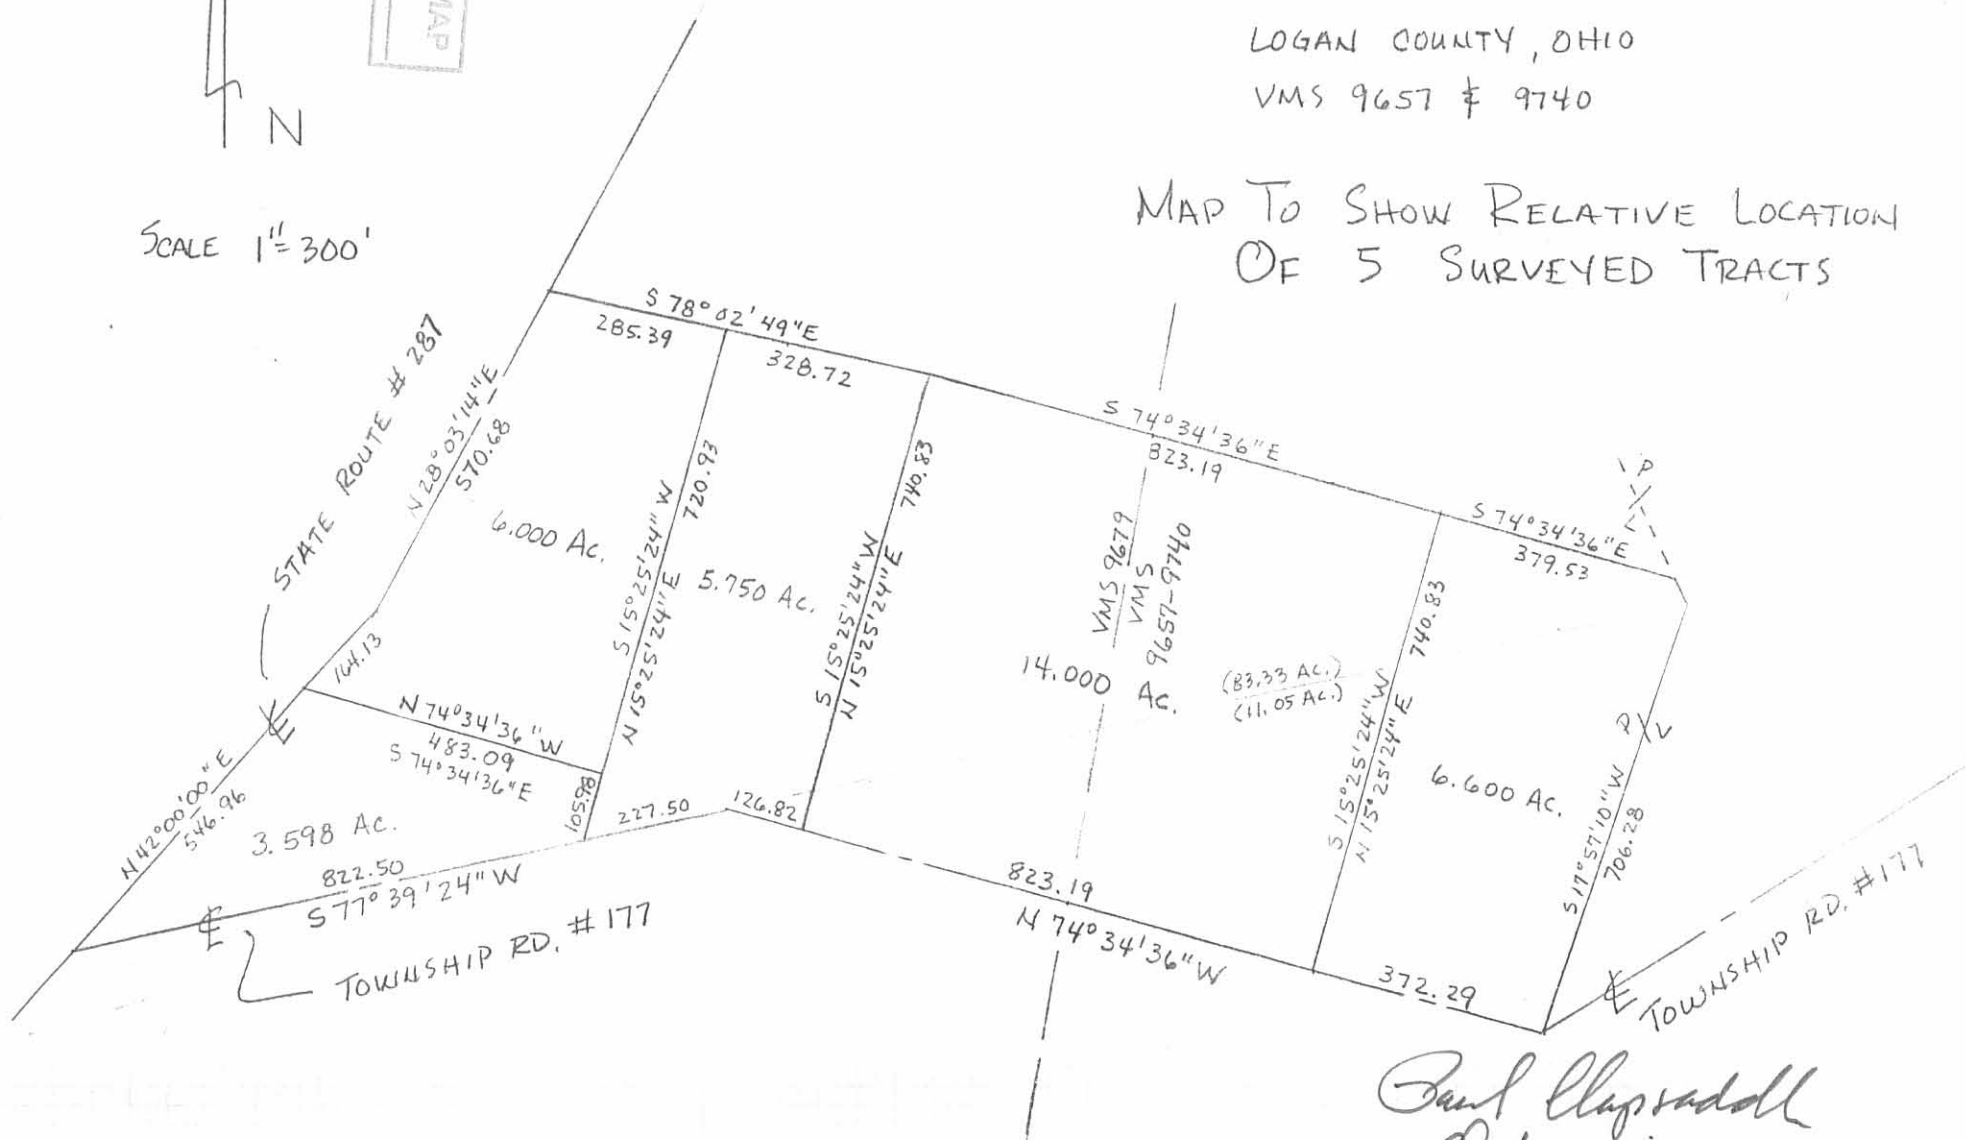 MAP
N
SCALE 1"=300'
LOGAN COUNTY, OHIO
VMS 9657 & 9740
MAP TO SHOW RELATIVE LOCATION
OF 5 SURVEYED TRACTS
S 78° 02' 49" E
285.39
328.72
STATE ROUTE # 287
N 28° 03' 14" E
570.68
6.000 Ac.
S 15° 25' 24" W
720.93
N 15° 25' 24" E
5.750 Ac.
740.83
S 15° 25' 24" W
N 15° 25' 24" E
S 74° 34' 36" E
823.19
VMS 9679
VMS
9657-9740
14.000 Ac.
(83.33 AC.)
(11.05 AC.)
740.83
S 15° 25' 24" W
N 15° 25' 24" E
S 74° 34' 36" E
379.53
P
L
P L
6.600 Ac.
S 17° 57' 10" W
706.28
164.13
N 74° 34' 36" W
483.09
S 74° 34' 36" E
105.98
227.50
126.82
N 42° 00' 00" E
546.96
3.598 Ac.
822.50
S 77° 39' 24" W
TOWNSHIP RD. # 177
823.19
N 74° 34' 36" W
372.29
TOWNSHIP RD. #177
Paul Clapsaddle